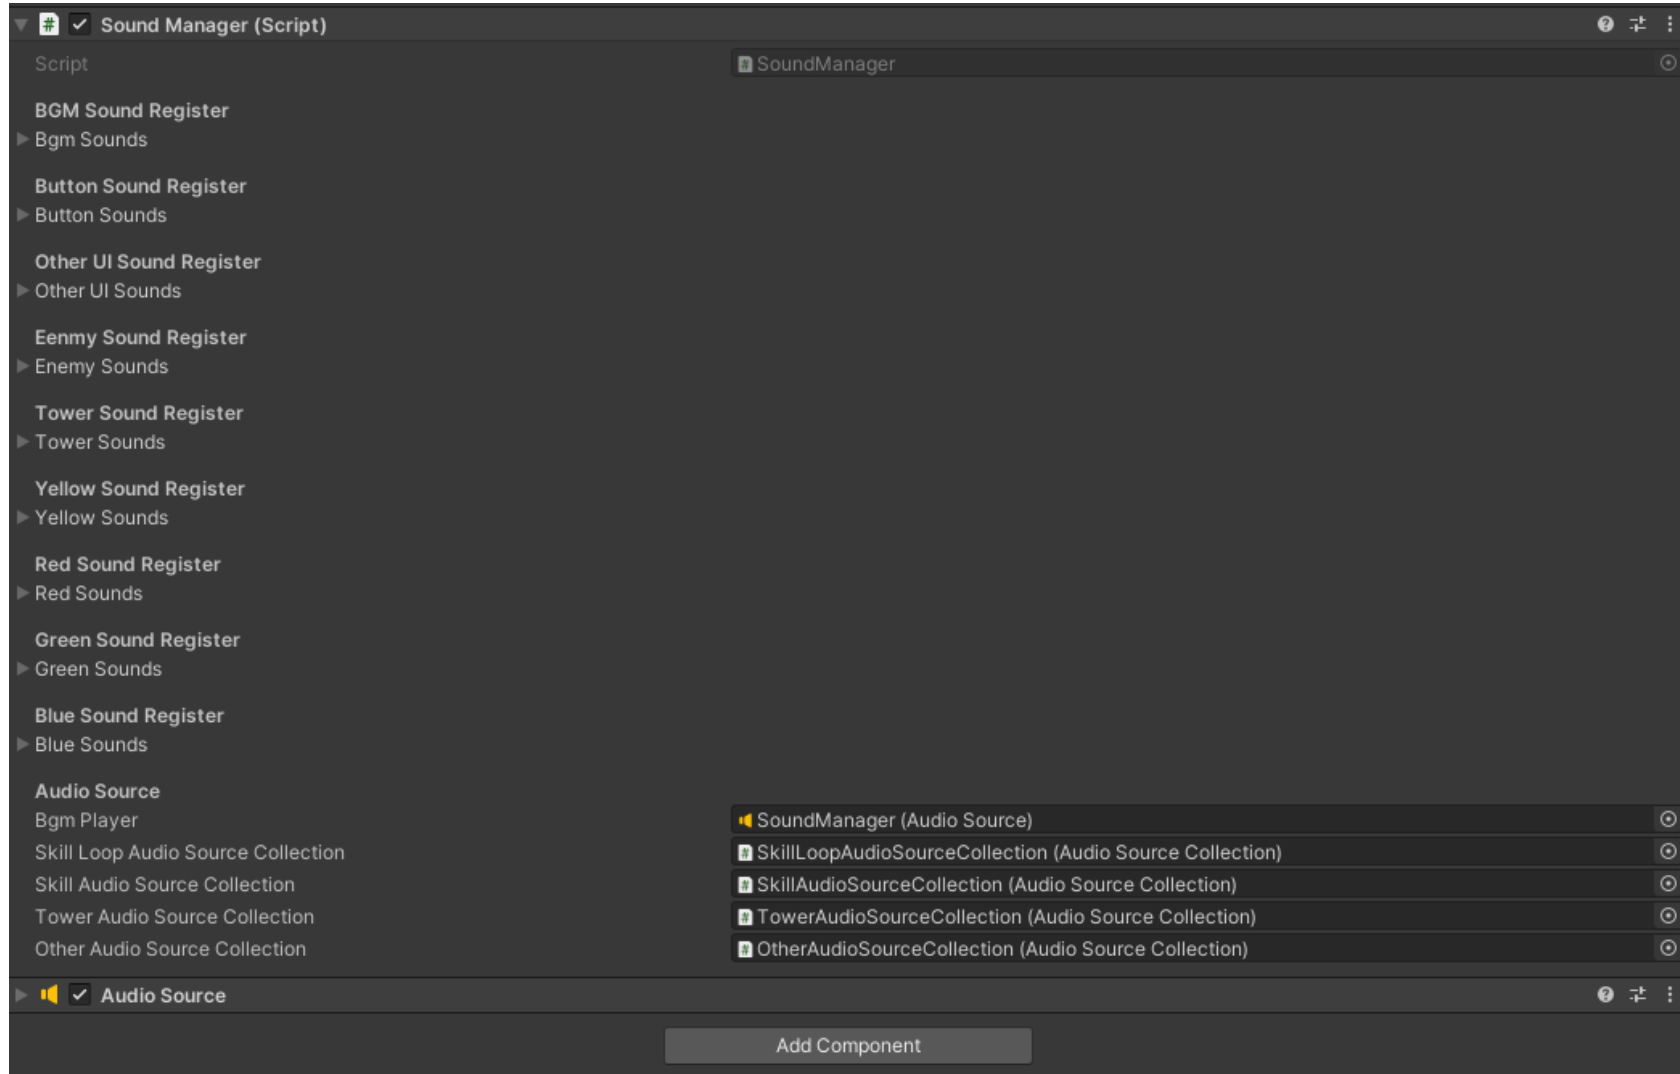 Sound Manager (Script)
Script SoundManager
BGM Sound Register
Bgm Sounds
Button Sound Register
Button Sounds
Other UI Sound Register
Other UI Sounds
Eenmy Sound Register
Enemy Sounds
Tower Sound Register
Tower Sounds
Yellow Sound Register
Yellow Sounds
Red Sound Register
Red Sounds
Green Sound Register
Green Sounds
Blue Sound Register
Blue Sounds
Audio Source
Bgm Player SoundManager (Audio Source)
Skill Loop Audio Source Collection SkillLoopAudioSourceCollection (Audio Source Collection)
Skill Audio Source Collection SkillAudioSourceCollection (Audio Source Collection)
Tower Audio Source Collection TowerAudioSourceCollection (Audio Source Collection)
Other Audio Source Collection OtherAudioSourceCollection (Audio Source Collection)
Audio Source
Add Component